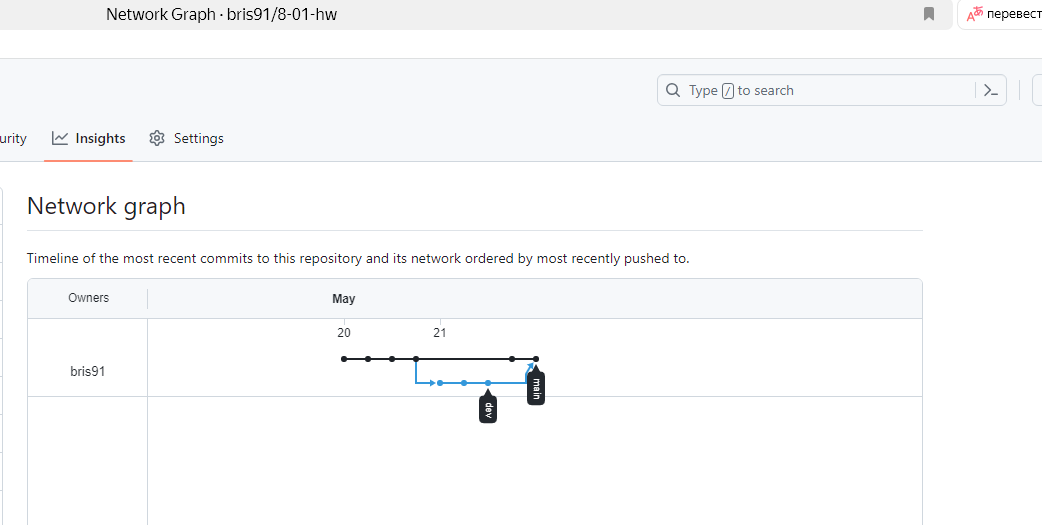 Network Graph · bris91/8-01-hw
перевест
Type / to search
urity
Insights
Settings
Network graph
Timeline of the most recent commits to this repository and its network ordered by most recently pushed to.
Owners
May
20
21
bris91
main
dev